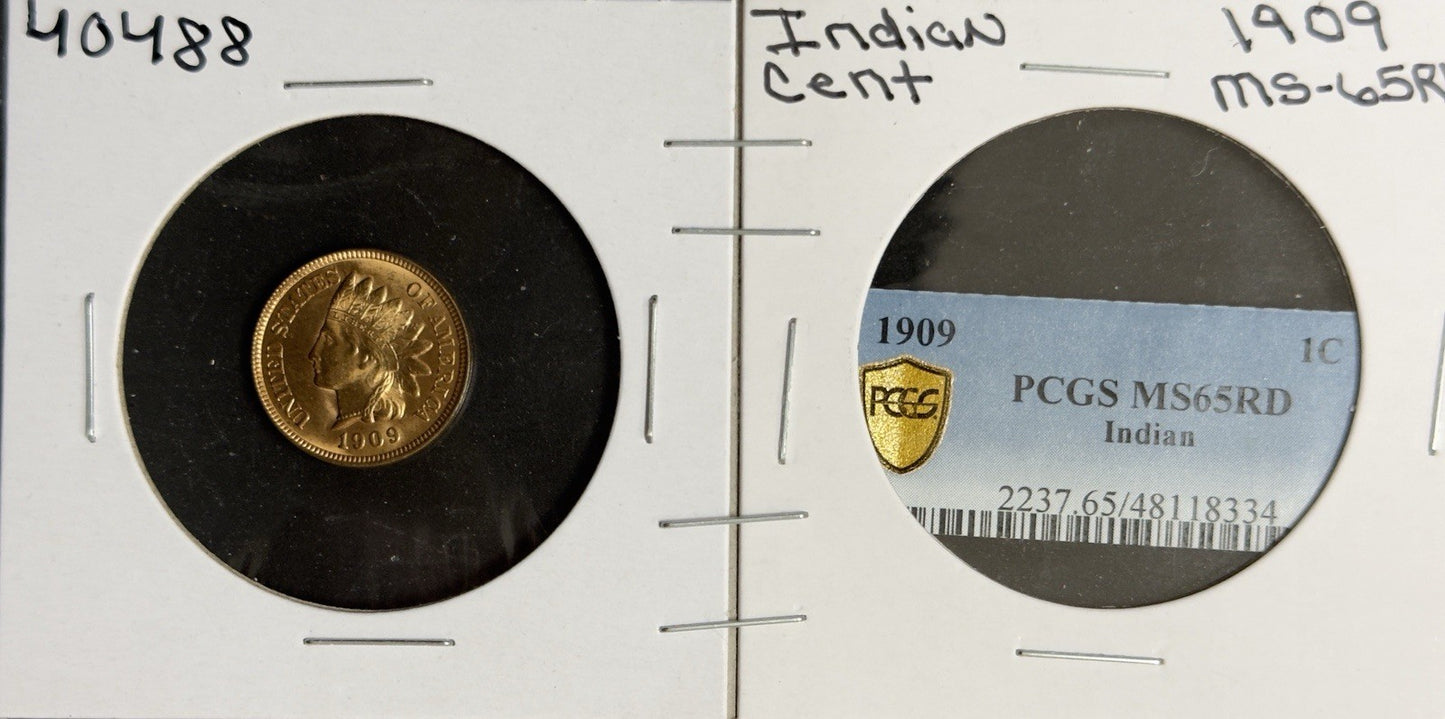 40488
Indian
Cent
1909
MS-65R
UNITED STATES OF AMERICA
1909
1909
1C
PCGS
PCGS MS65RD
Indian
2237.65/48118334